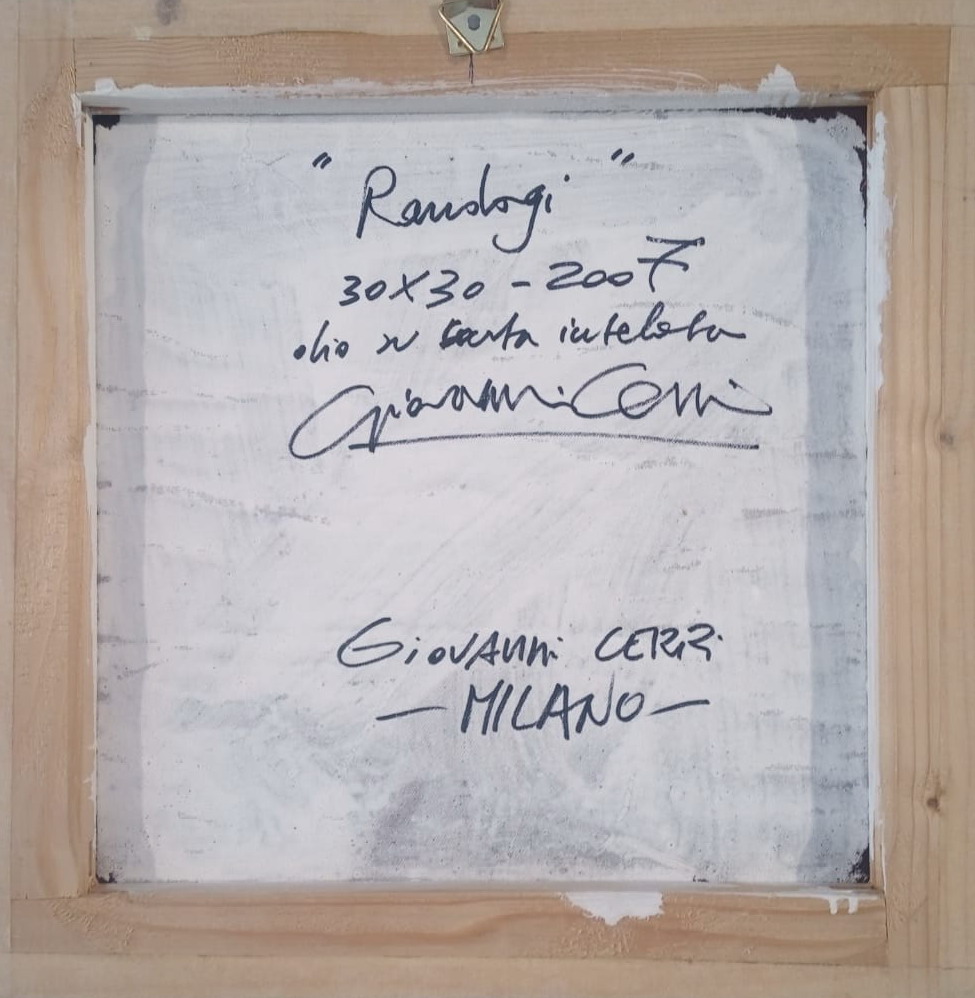 "Randagi"
30X30 - 2007
olio su carta intelata
Giovanni Cerri
GiovAnni CERRi
— MILANO —